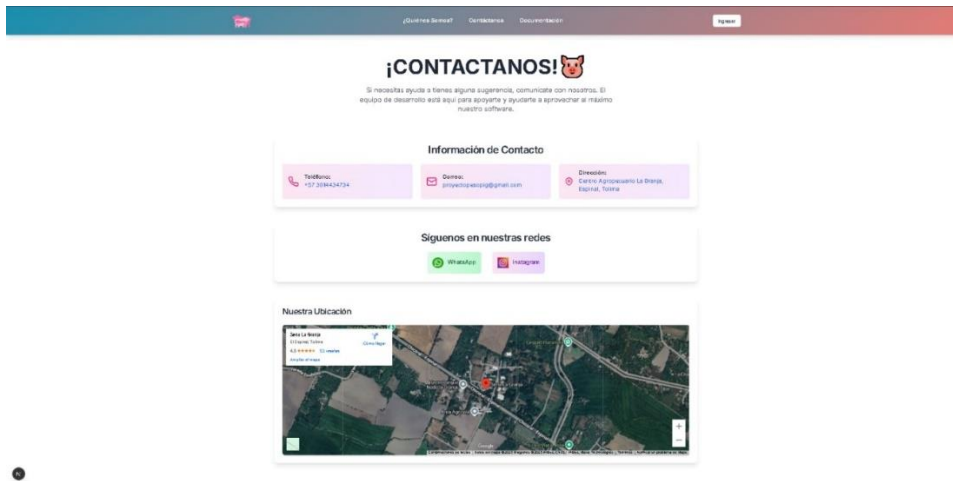 ¿Quiénes Somos? Contáctanos Documentación Ingresar
¡CONTACTANOS!
Si necesitas ayuda o tienes alguna sugerencia, comunícate con nosotros. El
equipo de desarrollo está aquí para apoyarte y ayudarte a aprovechar al máximo
nuestro software.
Información de Contacto
Teléfono:
+57 3014434734
Correo:
@gmail.com
Dirección:
Centro Agropecuario La Granja,
Espinal, Tolima
Síguenos en nuestras redes
WhatsApp
Instagram
Nuestra Ubicación
Sena La Granja
El Espinal, Tolima
Cómo llegar
Ampliar el mapa
Google